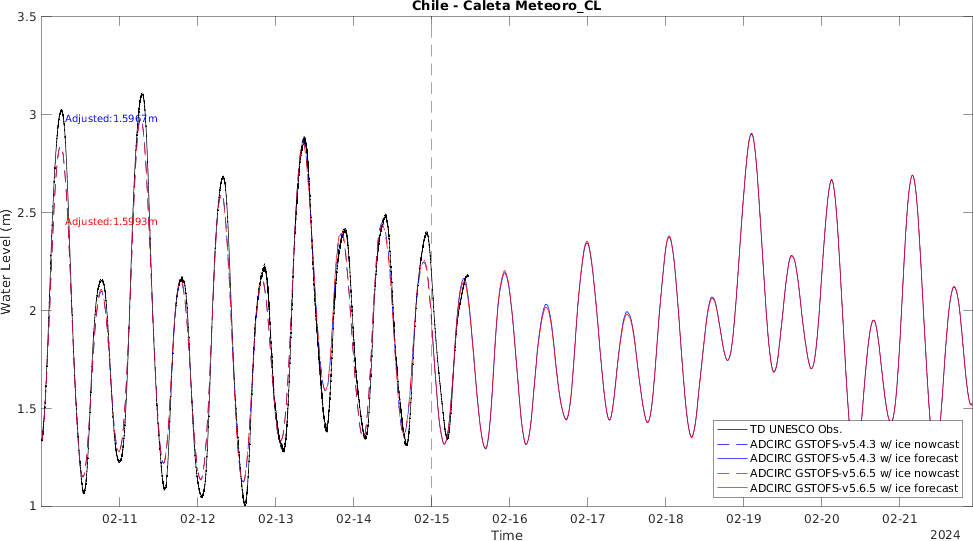 Chile - Caleta Meteoro_CL
3.5
3
2.5
2
1.5
1
Water Level (m)
Adjusted:1.5967m
Adjusted:1.5993m
TD UNESCO Obs.
ADCIRC GSTOFS-v5.4.3 w/ ice nowcast
ADCIRC GSTOFS-v5.4.3 w/ ice forecast
ADCIRC GSTOFS-v5.6.5 w/ ice nowcast
ADCIRC GSTOFS-v5.6.5 w/ ice forecast
02-11 02-12 02-13 02-14 02-15 02-16 02-17 02-18 02-19 02-20 02-21
Time
2024